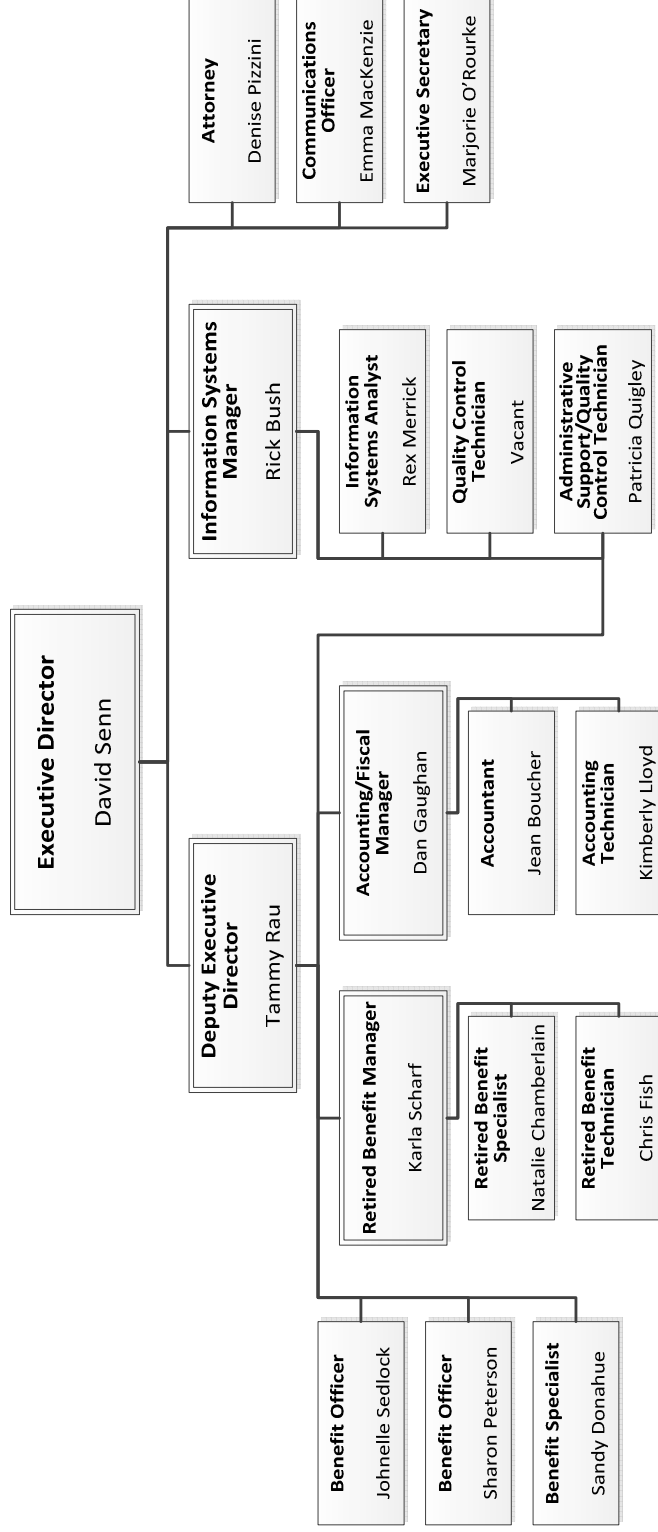 Executive Director
David Senn
Deputy Executive
Director
Tammy Rau
Information Systems
Manager
Rick Bush
Attorney
Denise Pizzini
Communications
Officer
Emma MacKenzie
Executive Secretary
Marjorie O'Rourke
Benefit Officer
Johnelle Sedlock
Benefit Officer
Sharon Peterson
Benefit Specialist
Sandy Donahue
Retired Benefit Manager
Karla Scharf
Retired Benefit
Specialist
Natalie Chamberlain
Retired Benefit
Technician
Chris Fish
Accounting/Fiscal
Manager
Dan Gaughan
Accountant
Jean Boucher
Accounting
Technician
Kimberly Lloyd
Information
Systems Analyst
Rex Merrick
Quality Control
Technician
Vacant
Administrative
Support/Quality
Control Technician
Patricia Quigley